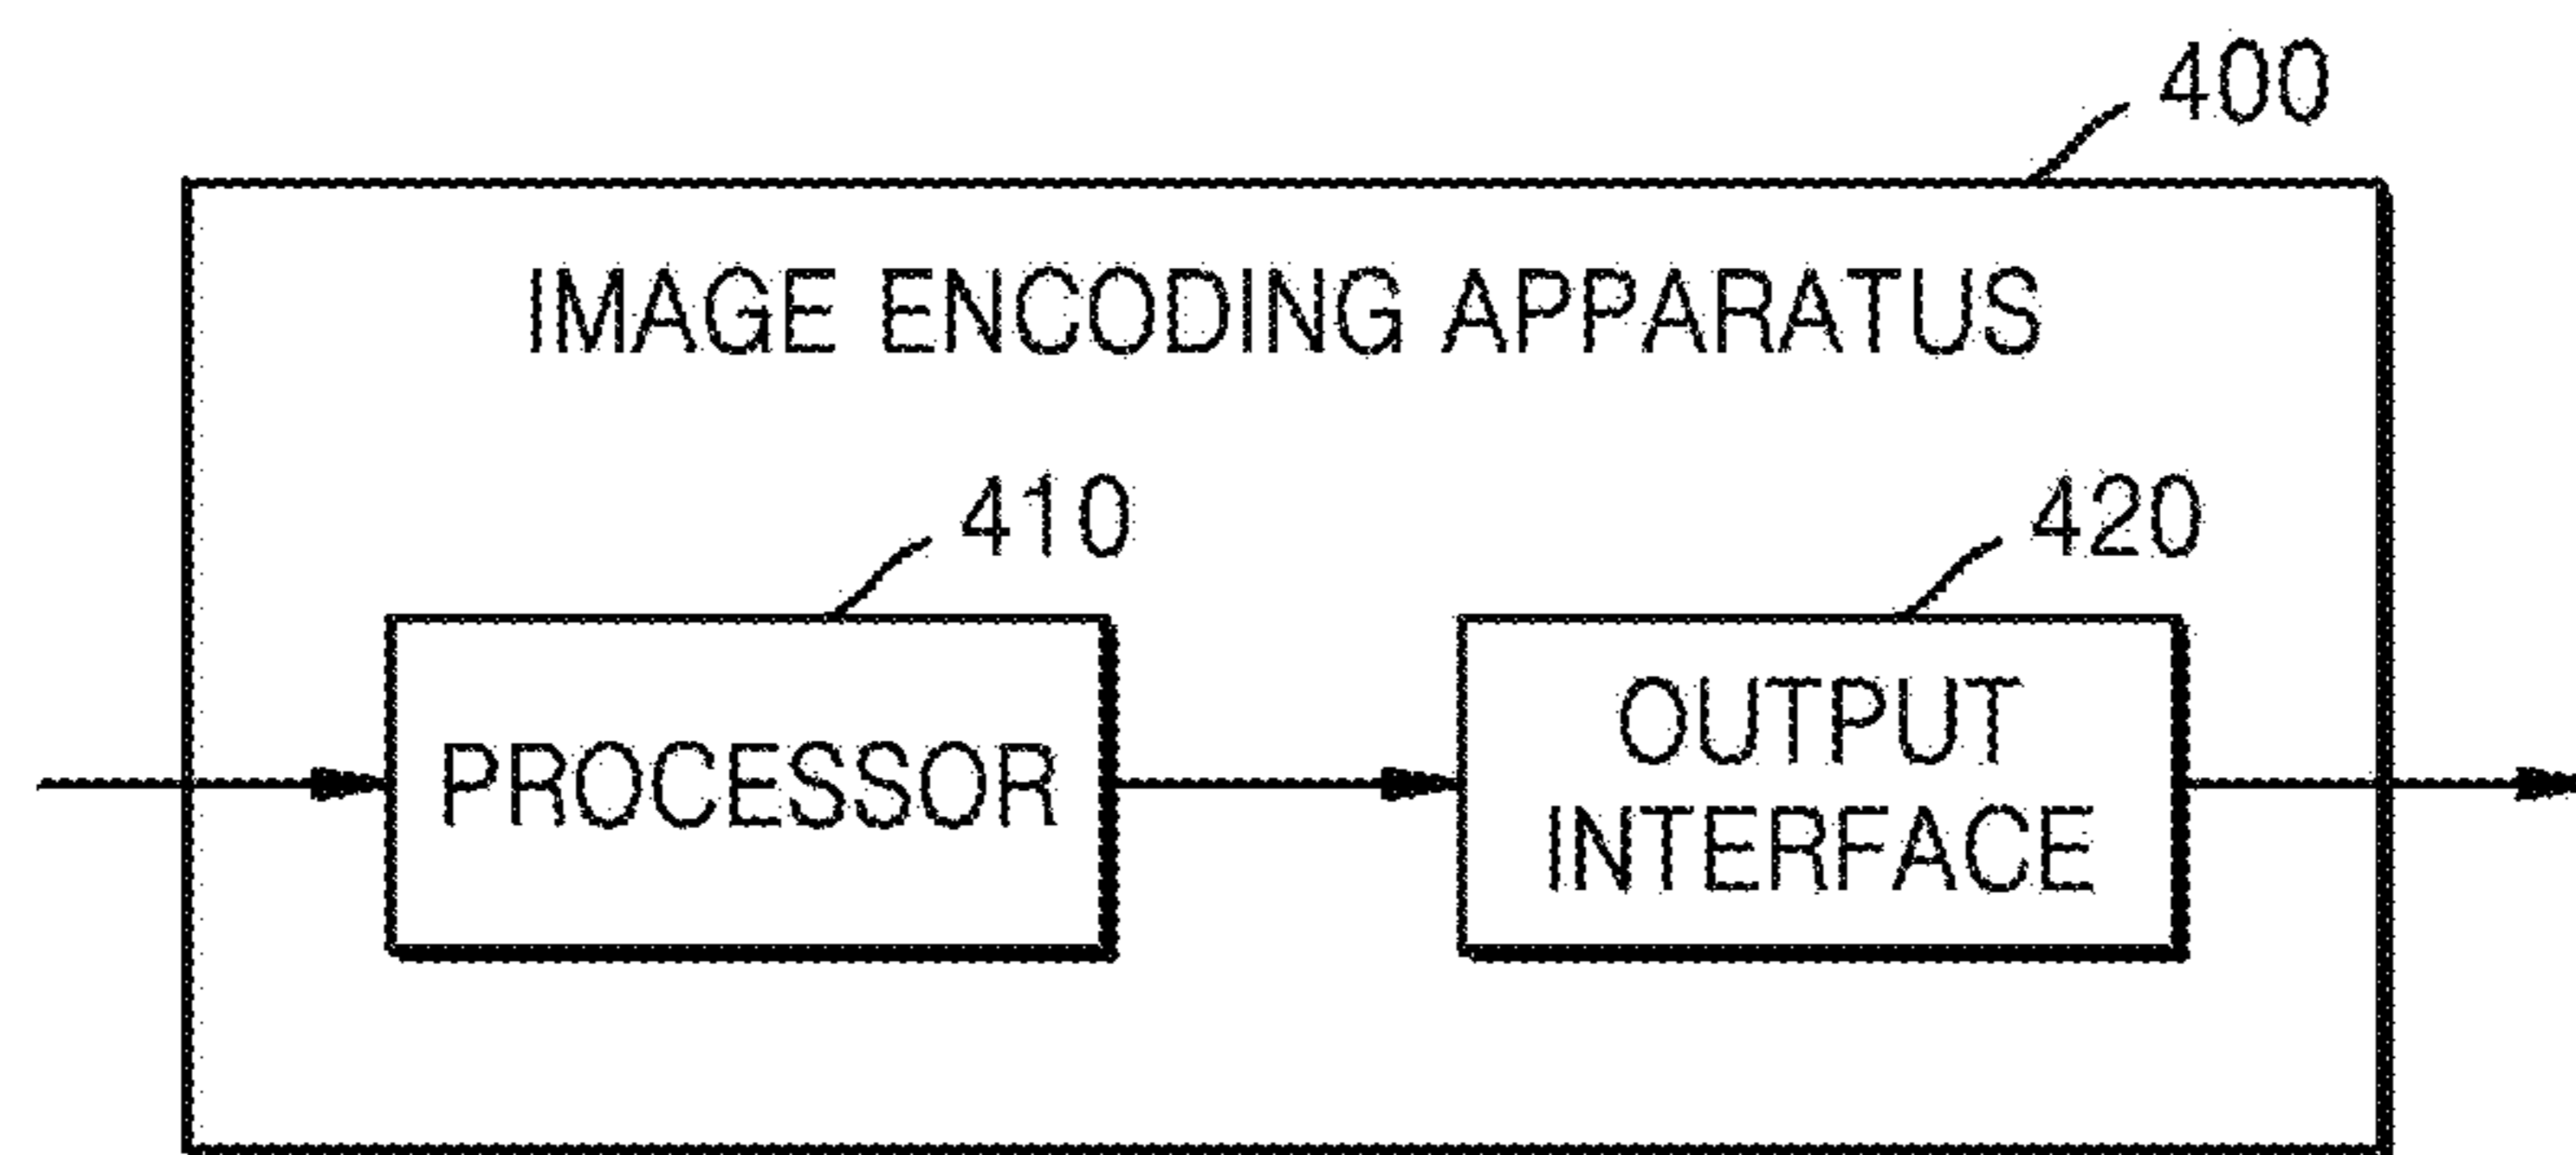 400
IMAGE ENCODING APPARATUS
410
420
PROCESSOR
OUTPUT
INTERFACE